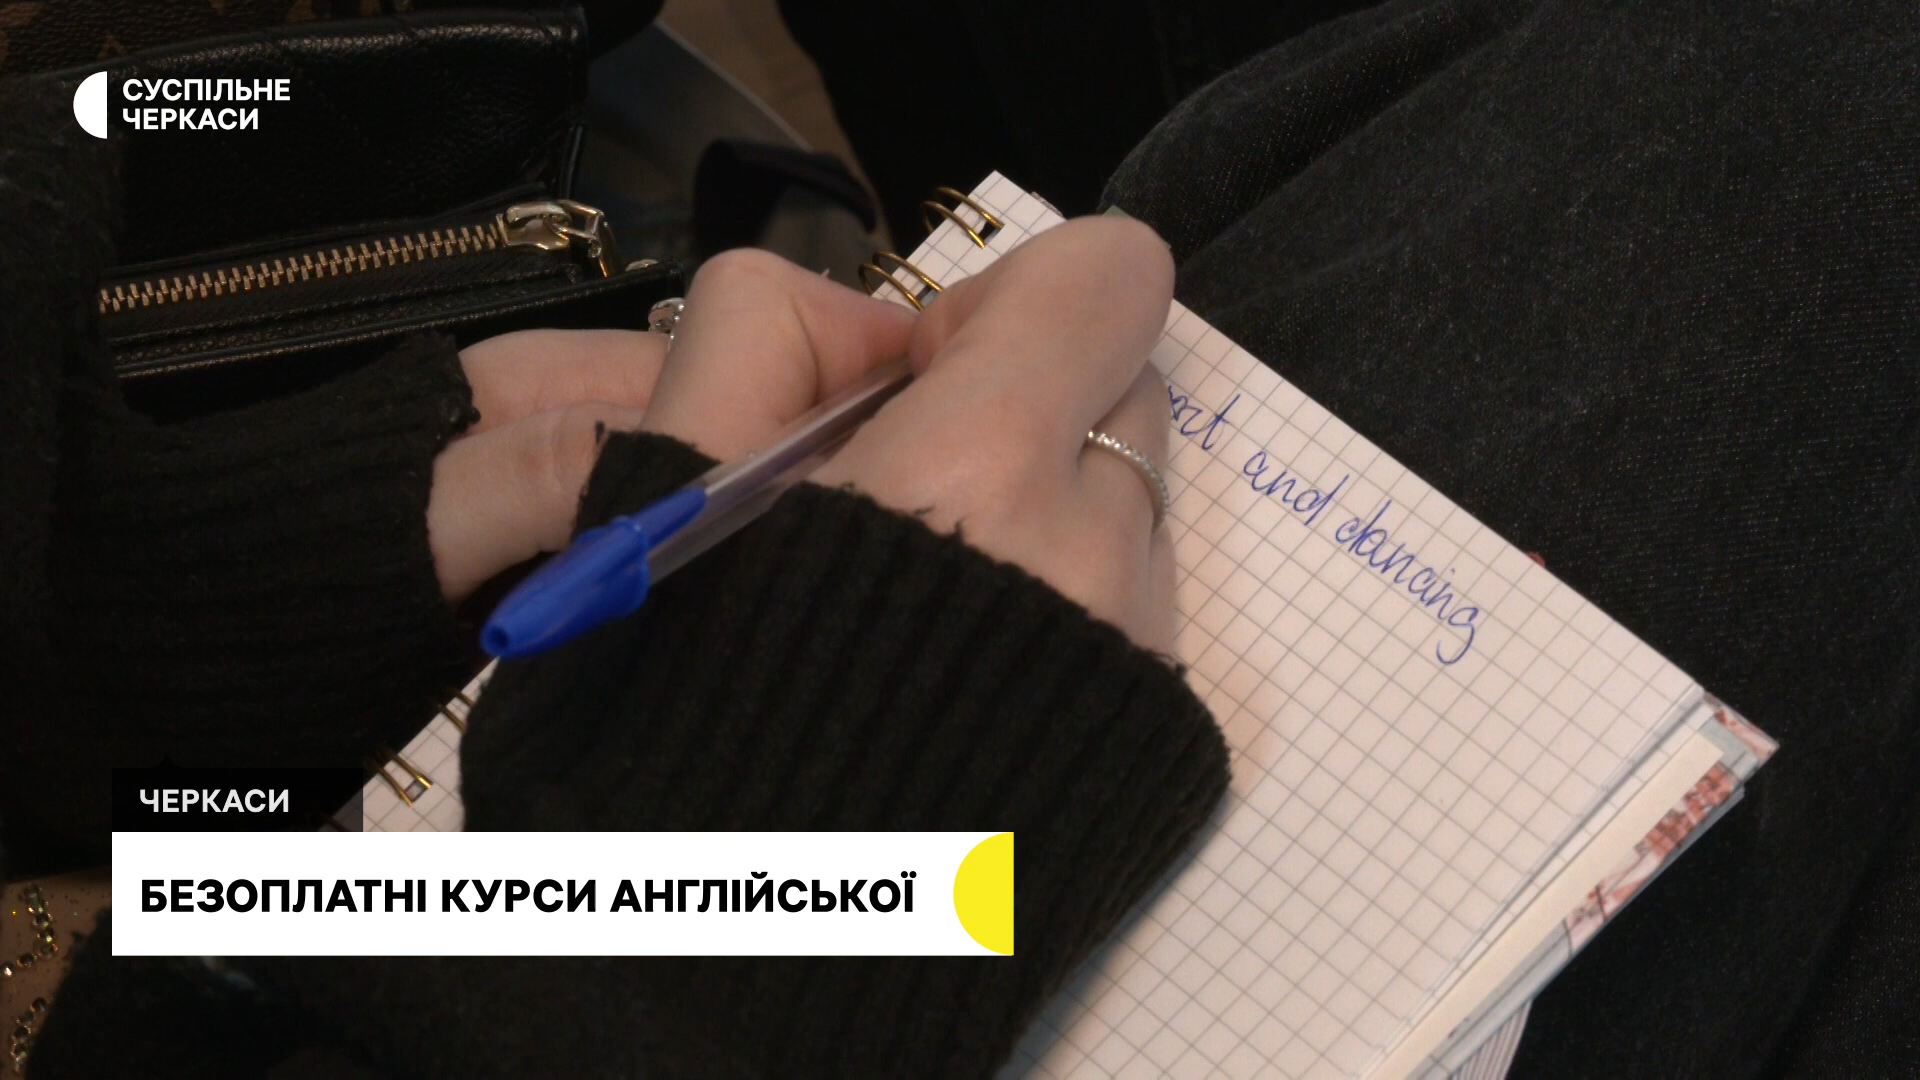 СУСПІЛЬНЕ
ЧЕРКАСИ
and dancing
ЧЕРКАСИ
БЕЗОПЛАТНІ КУРСИ АНГЛІЙСЬКОЇ